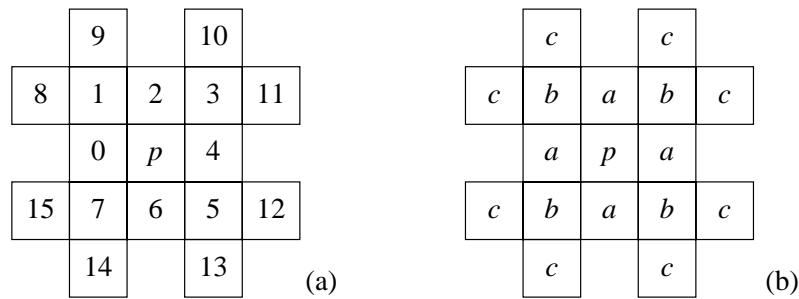 9 10 c c
8 1 2 3 11 c b a b c
0 p 4 a p a
15 7 6 5 12 c b a b c
14 13 (a) c c (b)